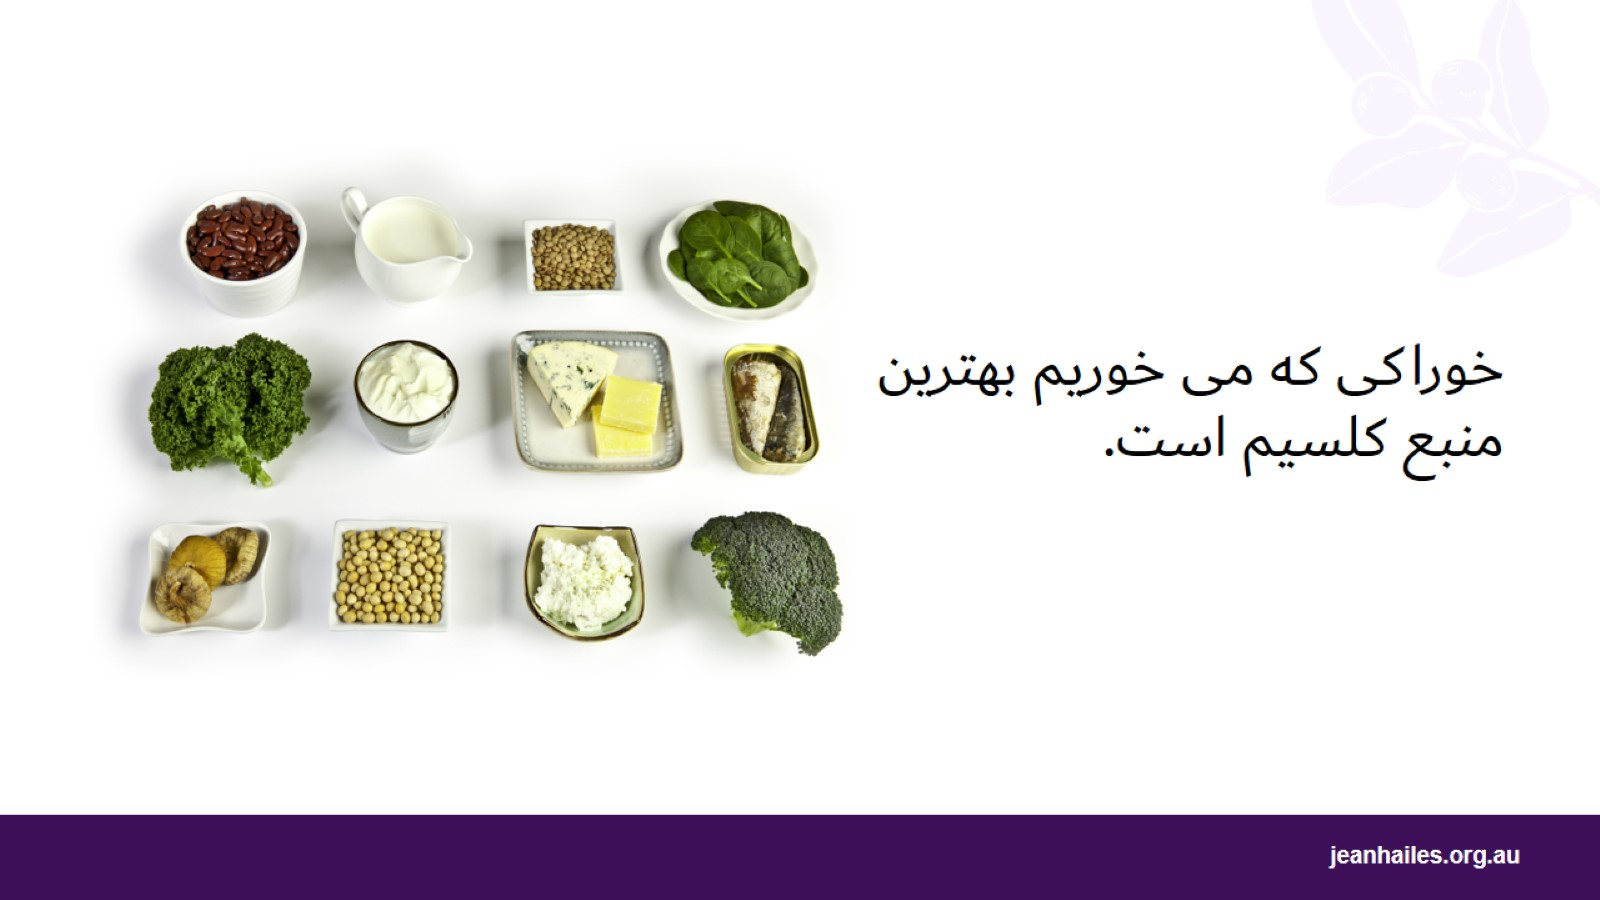 خوراکی که می خوریم بهترین
منبع کلسیم است.
jeanhailes.org.au